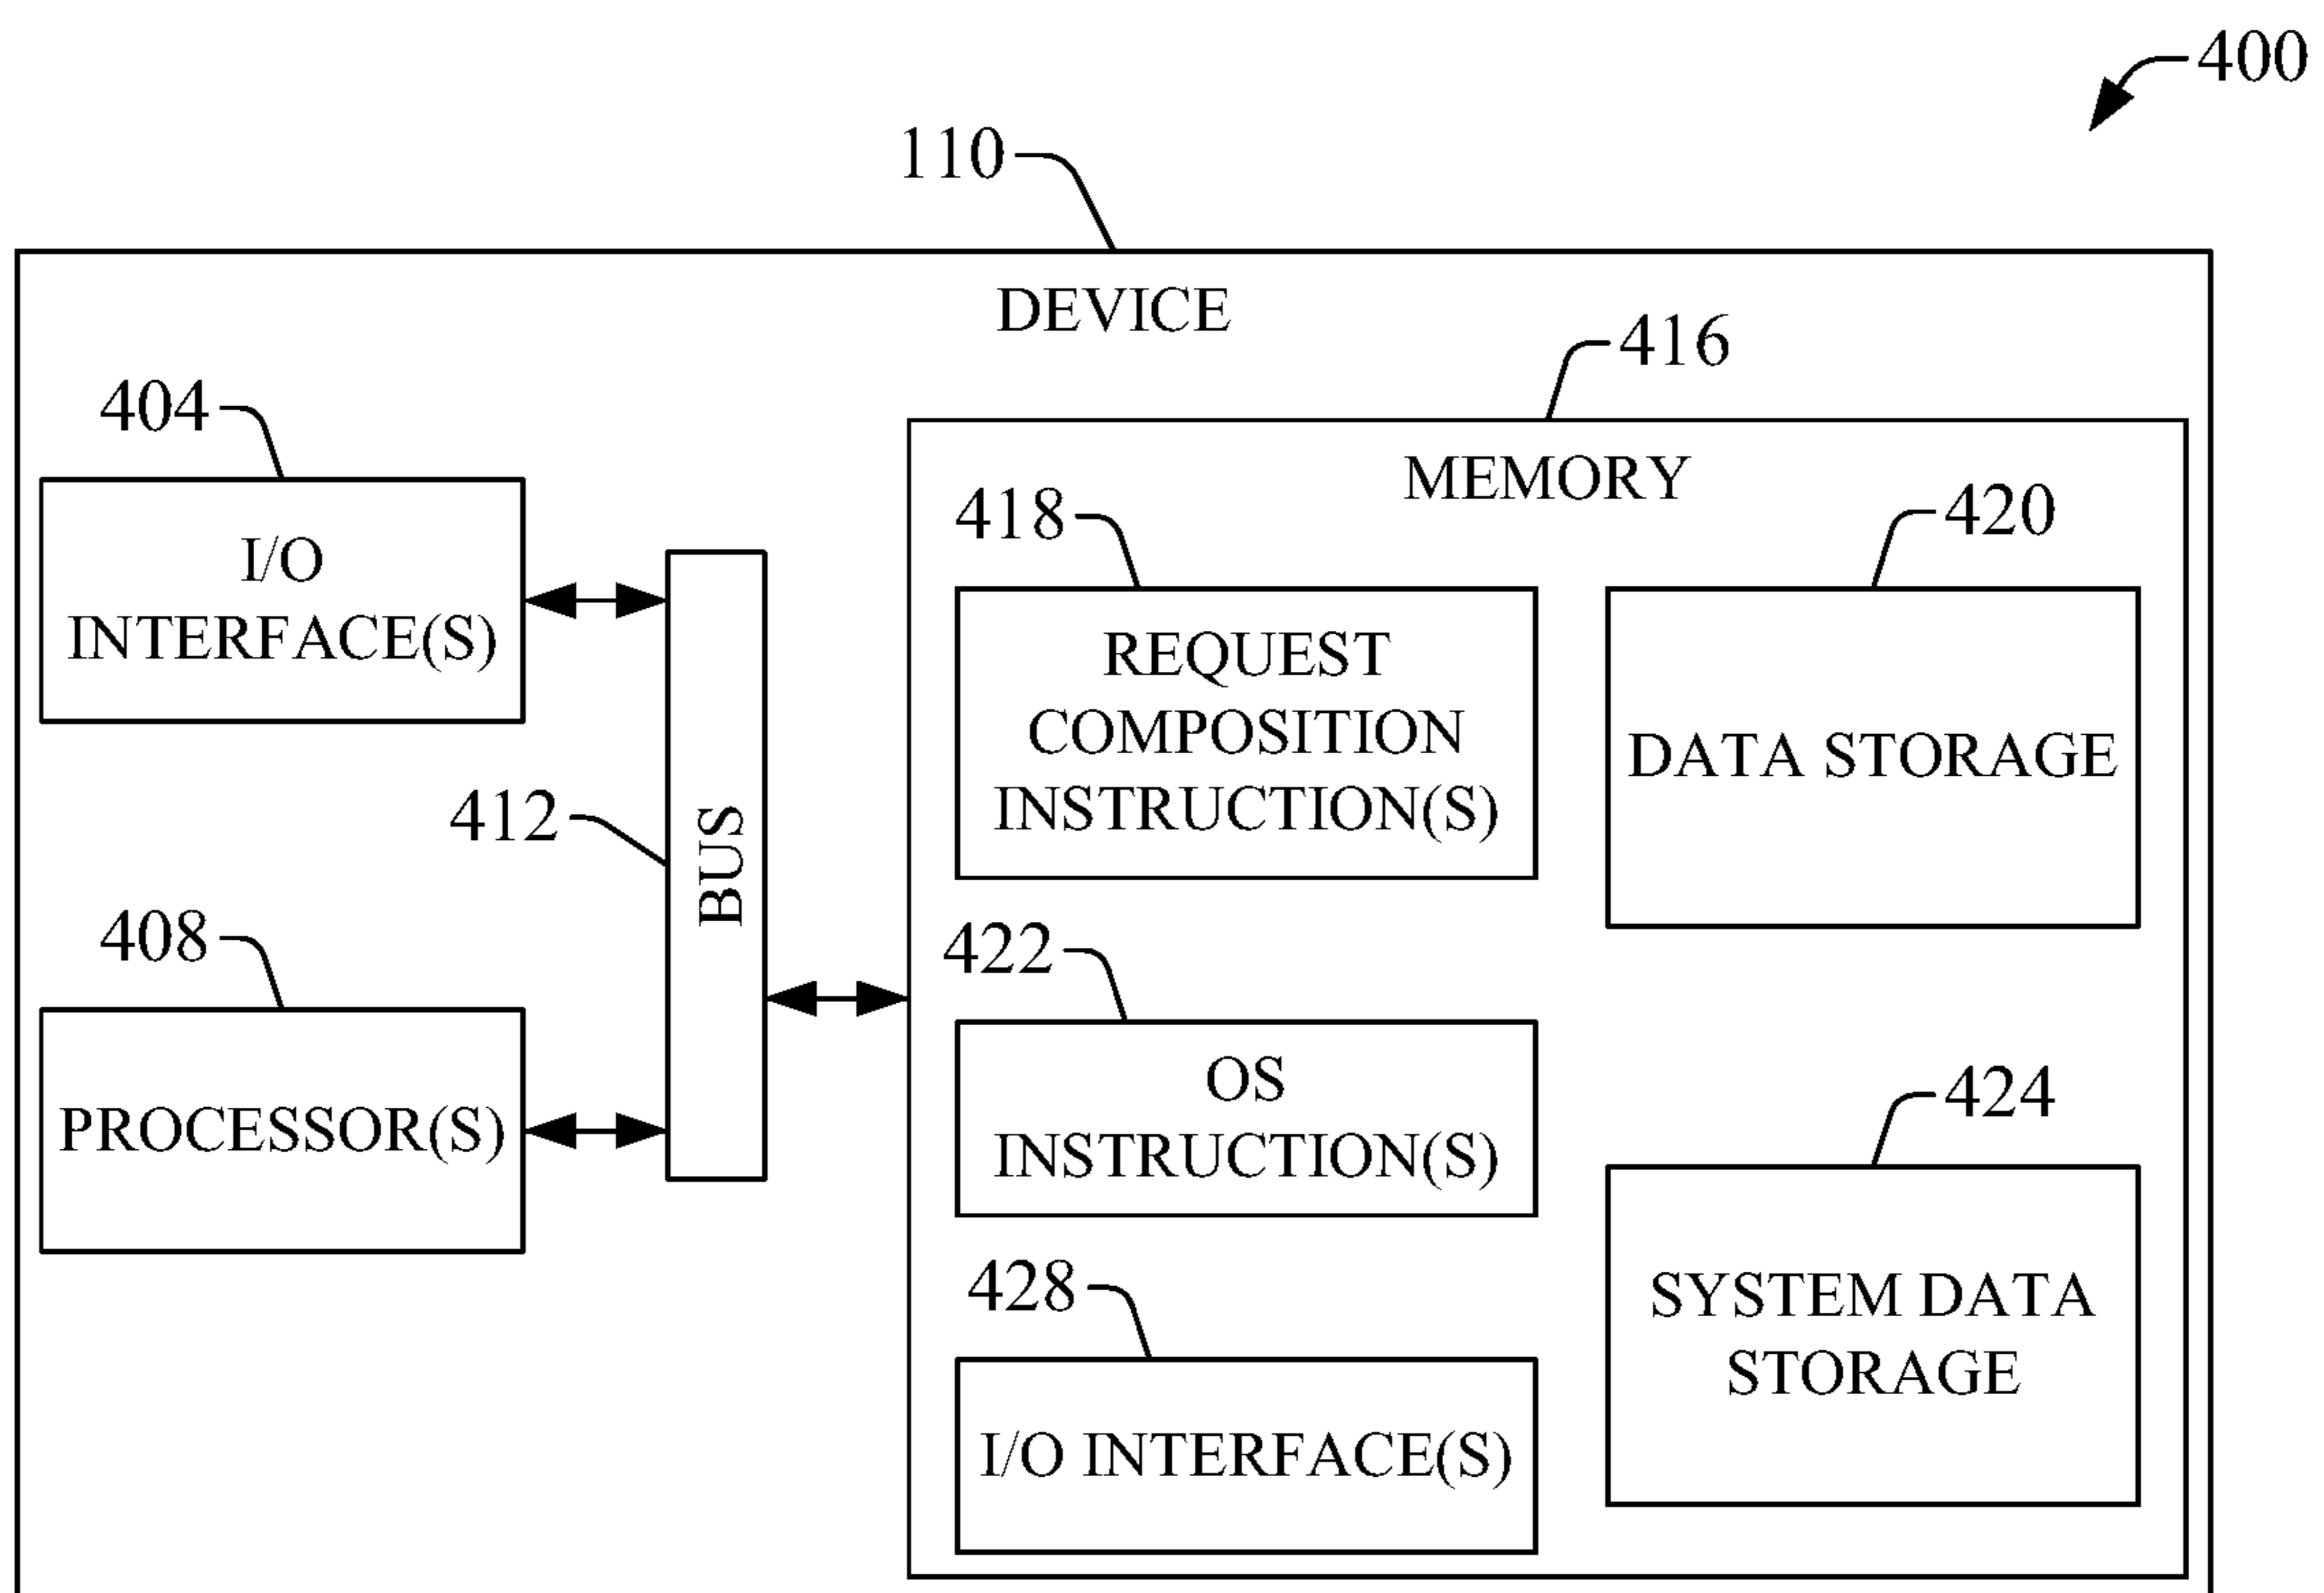 400
110
DEVICE
416
404
MEMORY
418
420
I/O
INTERFACE(S)
REQUEST
COMPOSITION
INSTRUCTION(S)
DATA STORAGE
412
BUS
408
422
PROCESSOR(S)
OS
INSTRUCTION(S)
424
428
SYSTEM DATA
STORAGE
I/O INTERFACE(S)